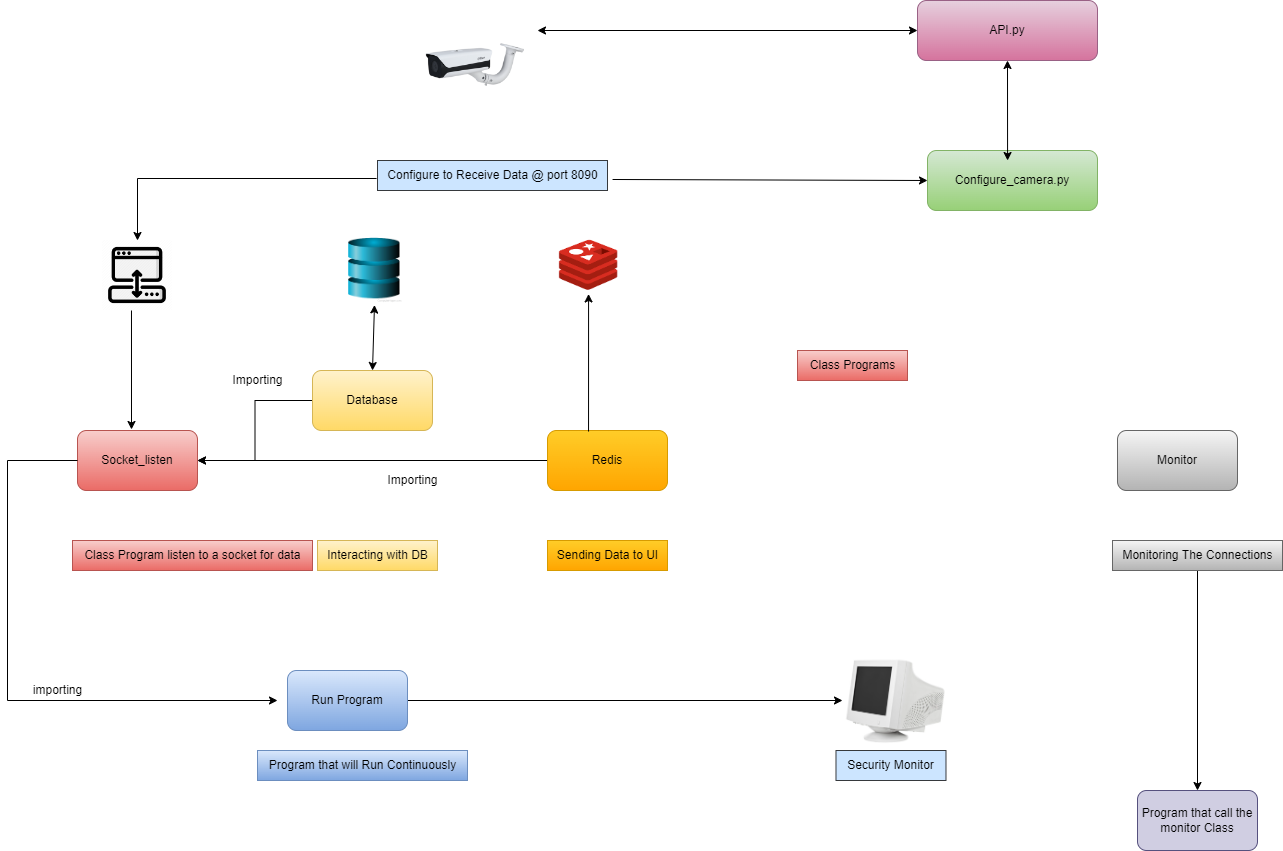 API.py
Configure to Receive Data @ port 8090
Configure_camera.py
Class Programs
Importing
Database
Socket_listen
Redis
Monitor
Importing
Class Program listen to a socket for data
Interacting with DB
Sending Data to UI
Monitoring The Connections
importing
Run Program
Program that will Run Continuously
Security Monitor
Program that call the
monitor Class